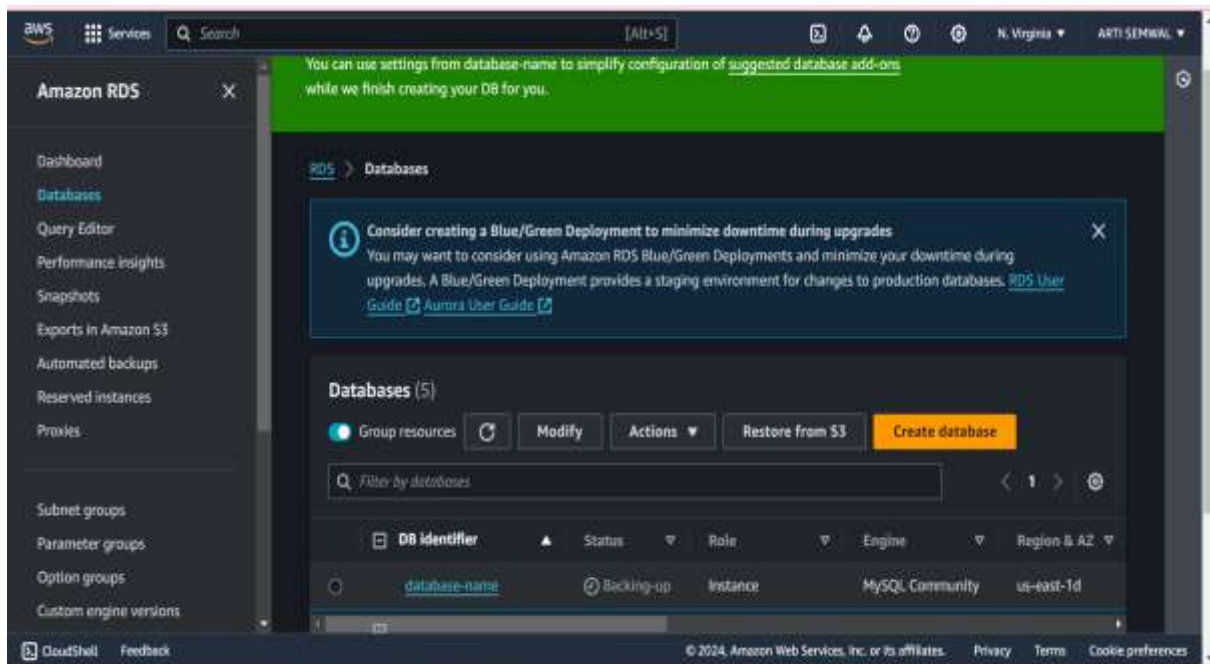 aws
Services
Search
[Alt+S]
N. Virginia
ARTI SEMWAL
Amazon RDS
Dashboard
Databases
Query Editor
Performance insights
Snapshots
Exports in Amazon S3
Automated backups
Reserved instances
Proxies
Subnet groups
Parameter groups
Option groups
Custom engine versions
You can use settings from database-name to simplify configuration of suggested database add-ons
while we finish creating your DB for you.
RDS > Databases
Consider creating a Blue/Green Deployment to minimize downtime during upgrades
You may want to consider using Amazon RDS Blue/Green Deployments and minimize your downtime during
upgrades. A Blue/Green Deployment provides a staging environment for changes to production databases. RDS User
Guide Aurora User Guide
Databases (5)
Group resources
Modify
Actions
Restore from S3
Create database
Filter by databases
1
DB identifier
Status
Role
Engine
Region & AZ
database-name
Backing-up
Instance
MySQL Community
us-east-1d
CloudShell
Feedback
© 2024, Amazon Web Services, Inc. or its affiliates.
Privacy
Terms
Cookie preferences